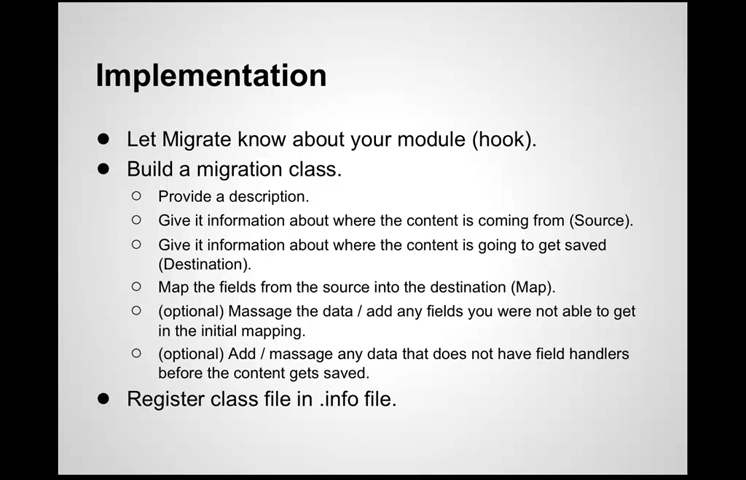 Implementation
● Let Migrate know about your module (hook).
● Build a migration class.
○ Provide a description.
○ Give it information about where the content is coming from (Source).
○ Give it information about where the content is going to get saved
(Destination).
○ Map the fields from the source into the destination (Map).
○ (optional) Massage the data / add any fields you were not able to get
in the initial mapping.
○ (optional) Add / massage any data that does not have field handlers
before the content gets saved.
● Register class file in .info file.